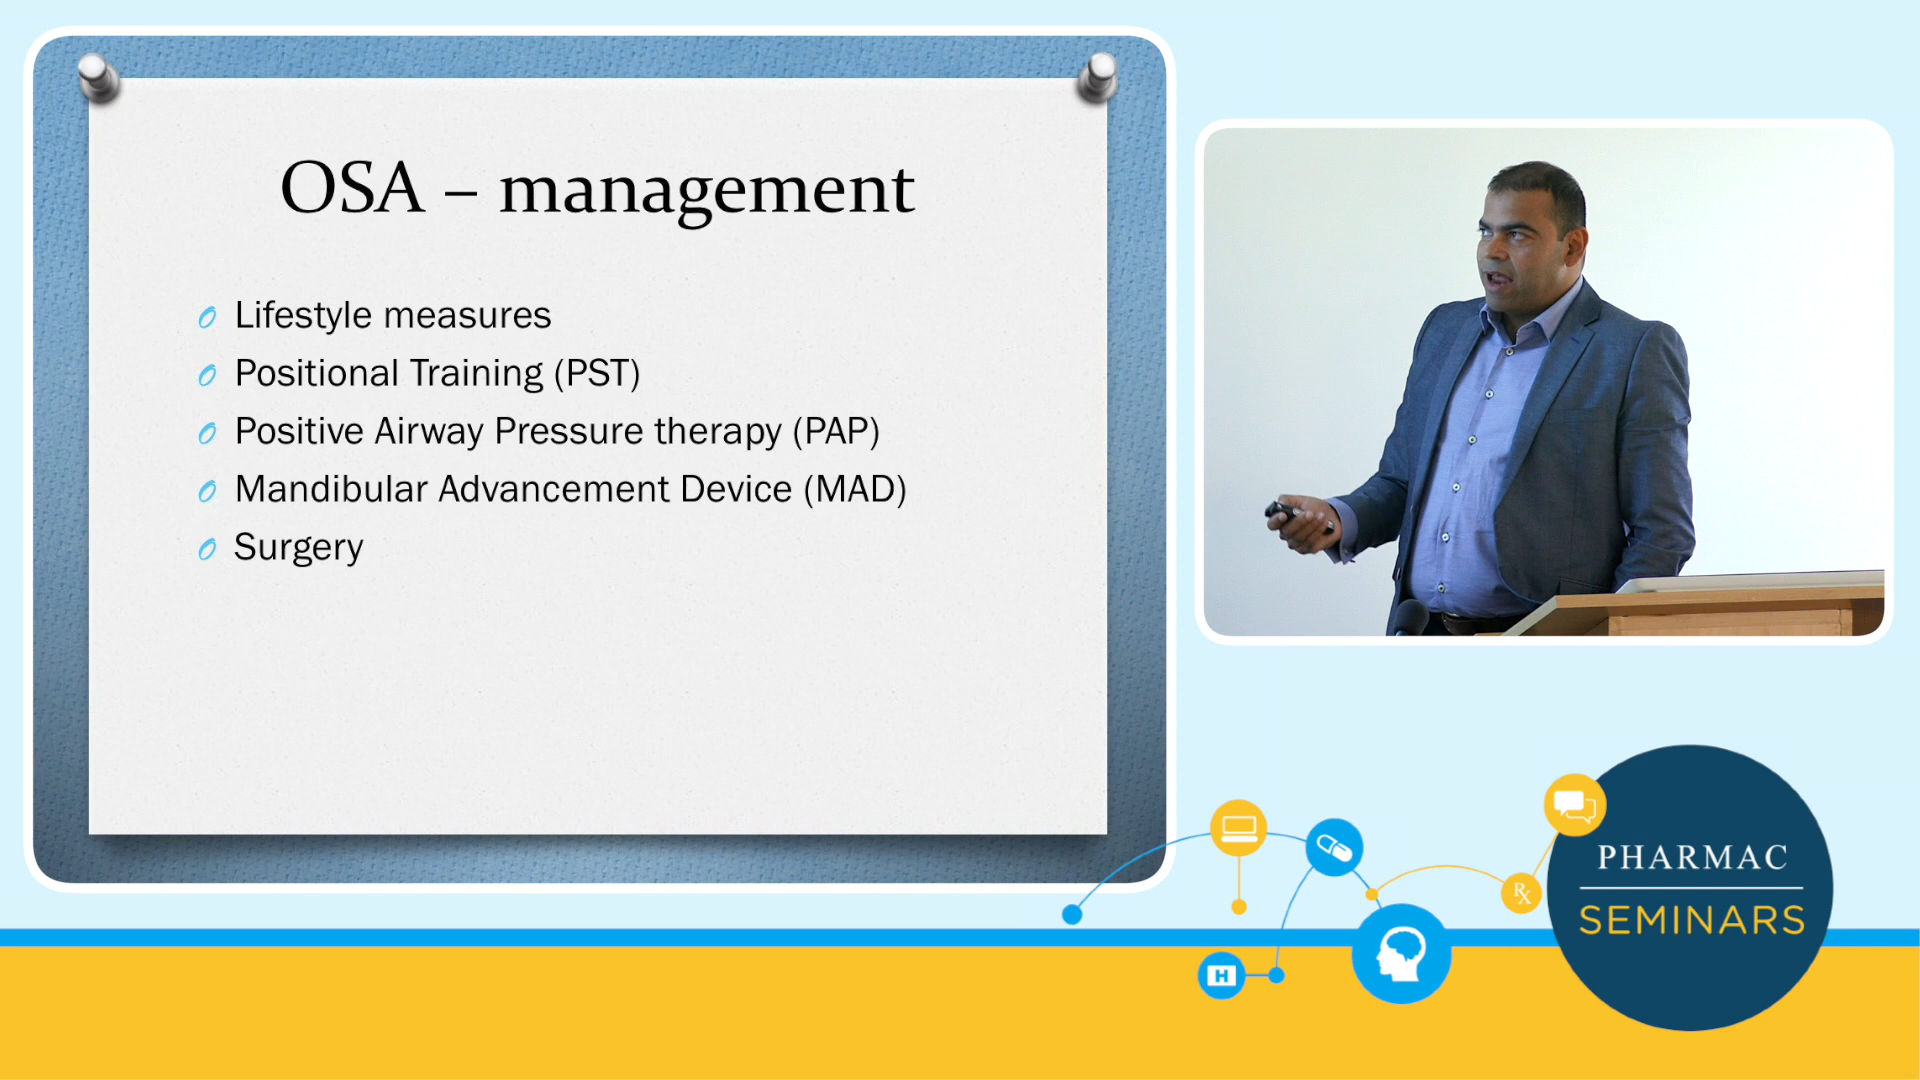 OSA – management
Lifestyle measures
Positional Training (PST)
Positive Airway Pressure therapy (PAP)
Mandibular Advancement Device (MAD)
Surgery
PHARMAC
SEMINARS
H
Rx